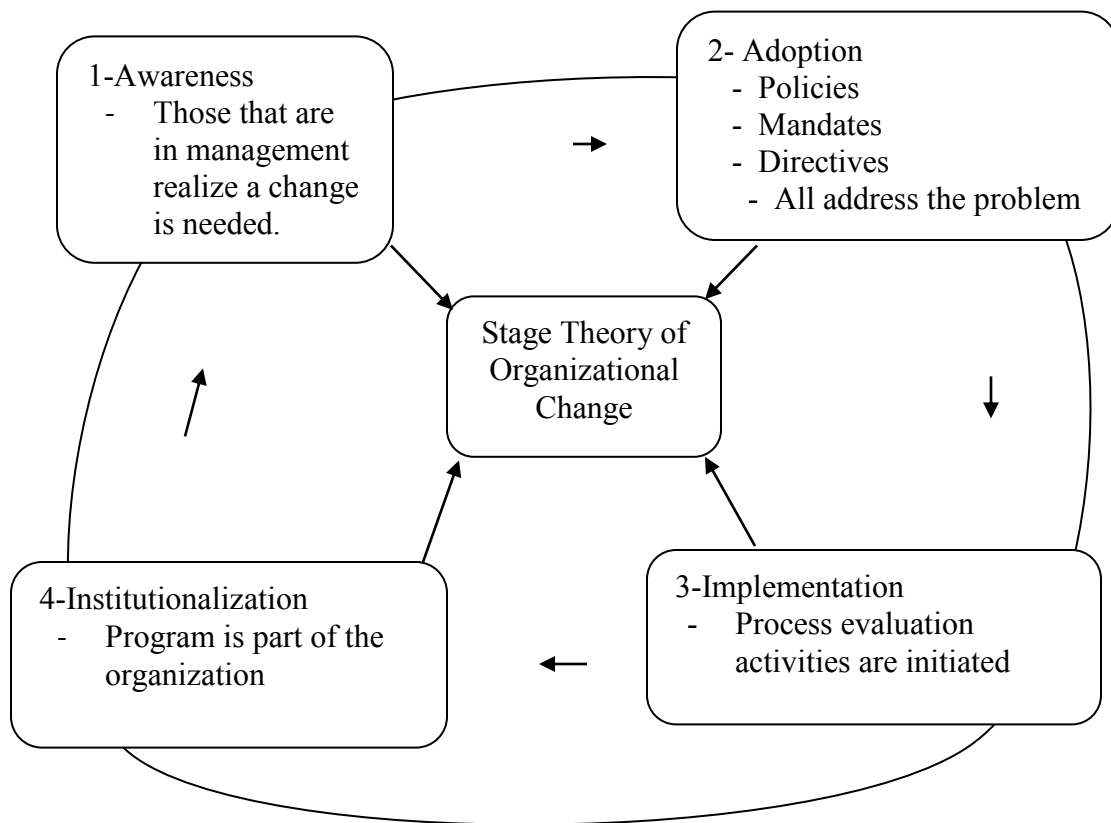 1-Awareness
- Those that are
in management
realize a change
is needed.
2- Adoption
- Policies
- Mandates
- Directives
- All address the problem
Stage Theory of
Organizational
Change
3-Implementation
- Process evaluation
activities are initiated
4-Institutionalization
- Program is part of the
organization